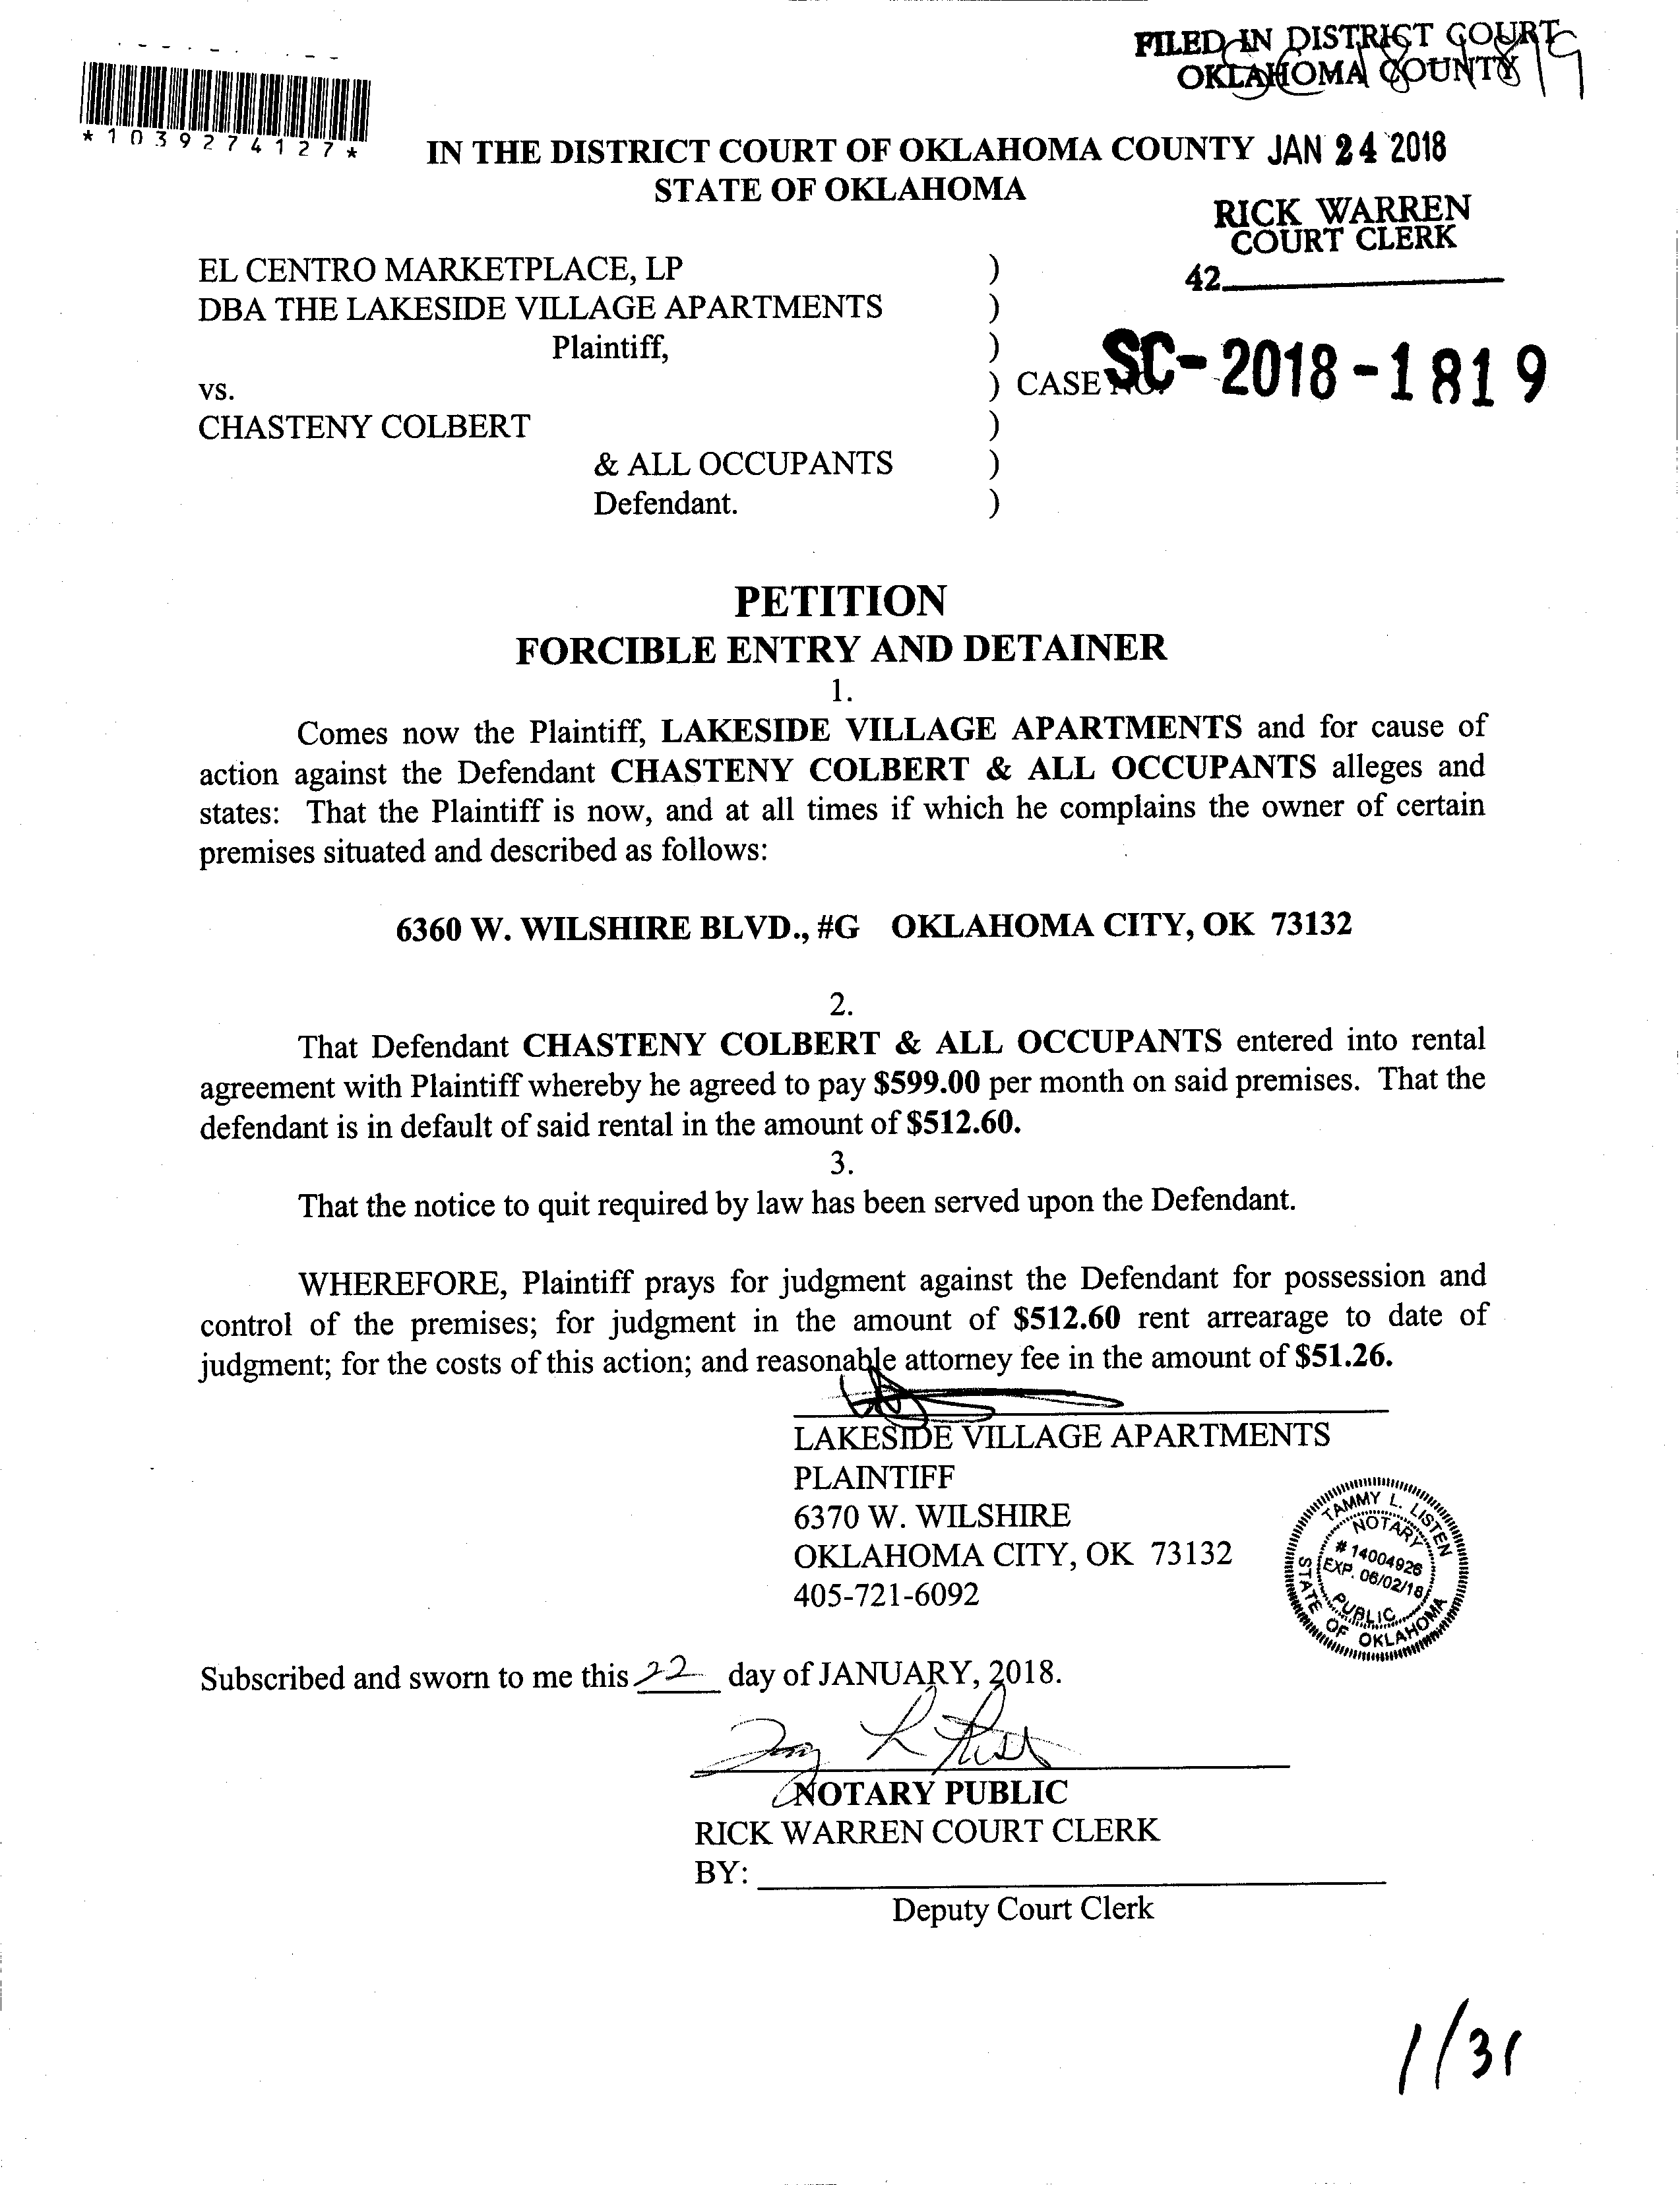 FILED IN DISTRICT COURT
OKLAHOMA COUNTY
*1039274127*
IN THE DISTRICT COURT OF OKLAHOMA COUNTY JAN 24 2018
STATE OF OKLAHOMA
RICK WARREN
COURT CLERK
42
EL CENTRO MARKETPLACE, LP )
DBA THE LAKESIDE VILLAGE APARTMENTS )
Plaintiff, )
vs. ) CASE NO. SC-2018-1819
CHASTENY COLBERT )
& ALL OCCUPANTS )
Defendant. )
PETITION
FORCIBLE ENTRY AND DETAINER
1.
Comes now the Plaintiff, LAKESIDE VILLAGE APARTMENTS and for cause of
action against the Defendant CHASTENY COLBERT & ALL OCCUPANTS alleges and
states: That the Plaintiff is now, and at all times if which he complains the owner of certain
premises situated and described as follows:
6360 W. WILSHIRE BLVD., #G OKLAHOMA CITY, OK 73132
2.
That Defendant CHASTENY COLBERT & ALL OCCUPANTS entered into rental
agreement with Plaintiff whereby he agreed to pay $599.00 per month on said premises. That the
defendant is in default of said rental in the amount of $512.60.
3.
That the notice to quit required by law has been served upon the Defendant.
WHEREFORE, Plaintiff prays for judgment against the Defendant for possession and
control of the premises; for judgment in the amount of $512.60 rent arrearage to date of
judgment; for the costs of this action; and reasonable attorney fee in the amount of $51.26.
LAKESIDE VILLAGE APARTMENTS
PLAINTIFF
6370 W. WILSHIRE
OKLAHOMA CITY, OK 73132
405-721-6092
TAMMY L. LISTEN
NOTARY
# 14004926
EXP. 06/02/18
PUBLIC
STATE OF OKLAHOMA
Subscribed and sworn to me this 22 day of JANUARY, 2018.
NOTARY PUBLIC
RICK WARREN COURT CLERK
BY:
Deputy Court Clerk
1/31